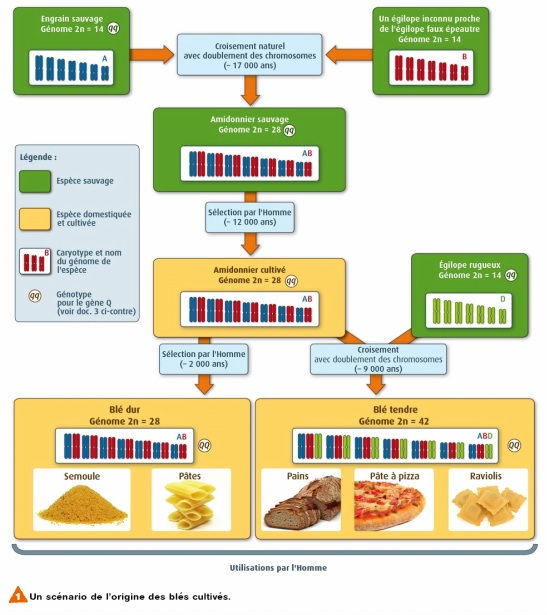 Engrain sauvage
Génome 2n = 14 qq
A
Croisement naturel
avec doublement des chromosomes
(~ 17 000 ans)
Un égilope inconnu proche
de l'égilope faux épeautre
Génome 2n = 14
B
Amidonnier sauvage
Génome 2n = 28 qq
AB
Légende :
Espèce sauvage
Espèce domestiquée
et cultivée
B
Caryotype et nom
du génome de
l'espèce
qq
Génotype
pour le gène Q
(voir doc. 3 ci-contre)
Sélection par l'Homme
(~ 12 000 ans)
Amidonnier cultivé
Génome 2n = 28 qq
AB
Égilope rugueux
Génome 2n = 14 qq
D
Sélection par l'Homme
(~ 2 000 ans)
Croisement
avec doublement des chromosomes
(~ 9 000 ans)
Blé dur
Génome 2n = 28
AB
qq
Semoule
Pâtes
Blé tendre
Génome 2n = 42
ABD
qq
Pains
Pâte à pizza
Raviolis
Utilisations par l'Homme
1 Un scénario de l'origine des blés cultivés.